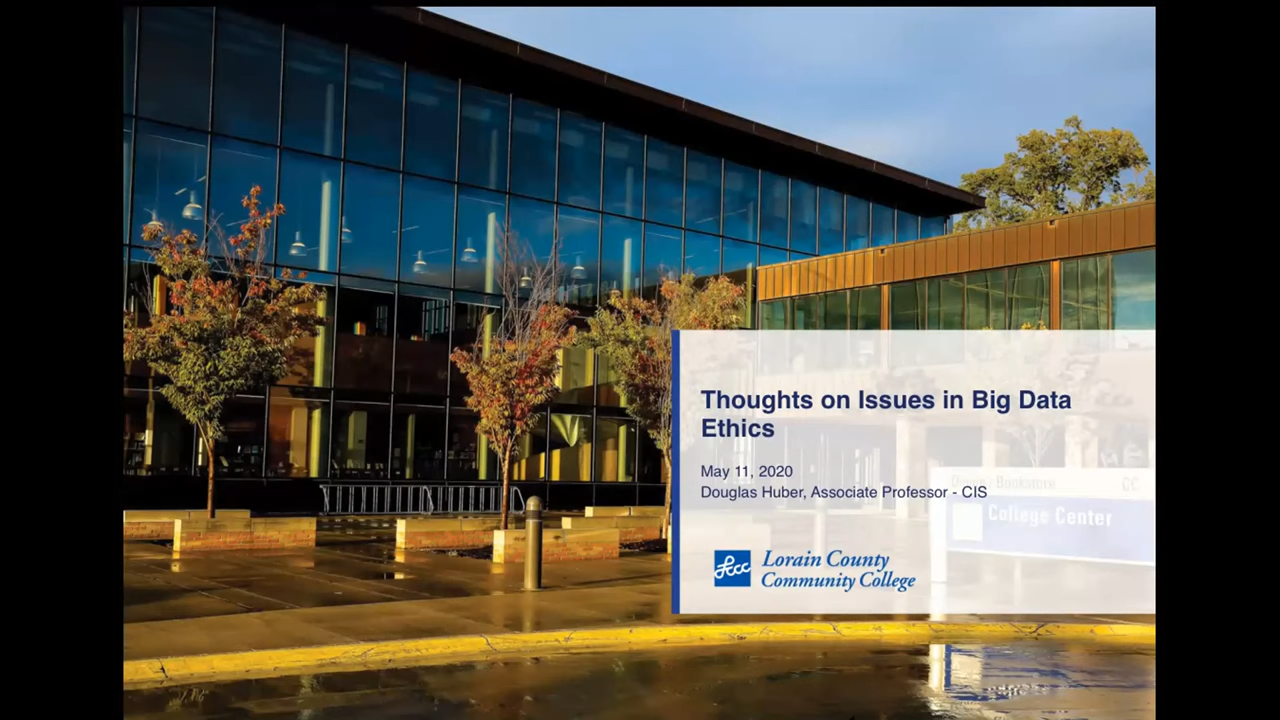 Thoughts on Issues in Big Data
Ethics
May 11, 2020
Douglas Huber, Associate Professor - CIS
College Center
lccc
Lorain County
Community College